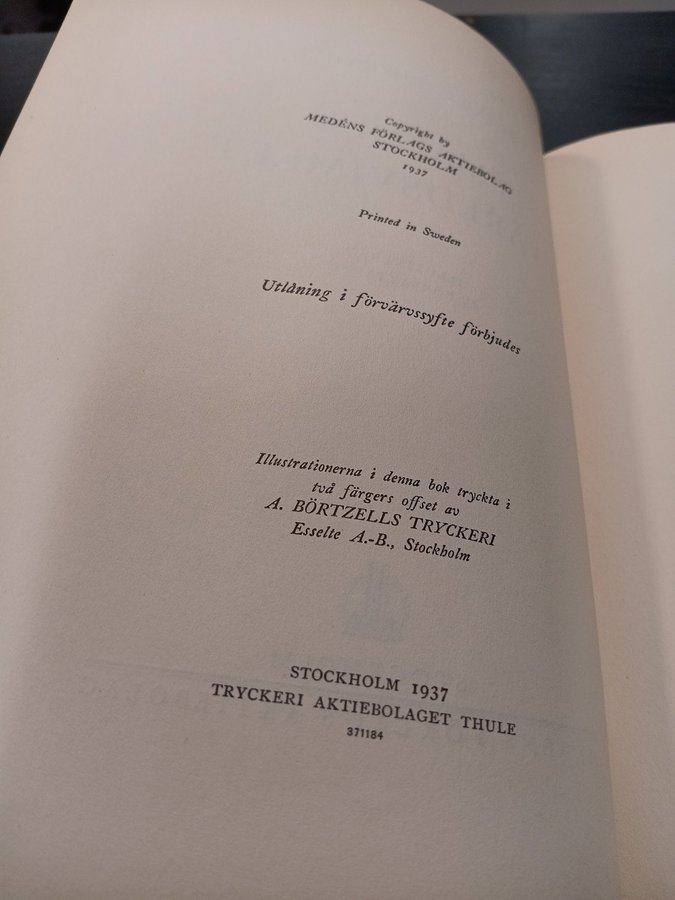 Copyright by
MEDÉNS FÖRLAGS AKTIEBOLAG
STOCKHOLM
1937
Printed in Sweden
Utlåning i förvärvssyfte förbjudes
Illustrationerna i denna bok tryckta i
två färgers offset av
A. BÖRTZELLS TRYCKERI
Esselte A.-B., Stockholm
STOCKHOLM 1937
TRYCKERI AKTIEBOLAGET THULE
371184